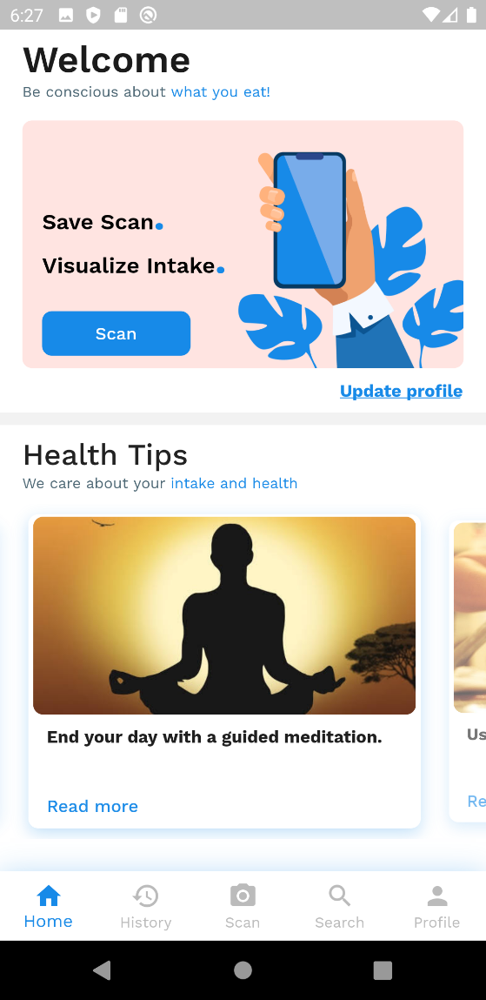 6:27
Welcome
Be conscious about what you eat!
Save Scan.
Visualize Intake.
Scan
Update profile
Health Tips
We care about your intake and health
End your day with a guided meditation.
Us
Read more
Re
Home
History
Scan
Search
Profile